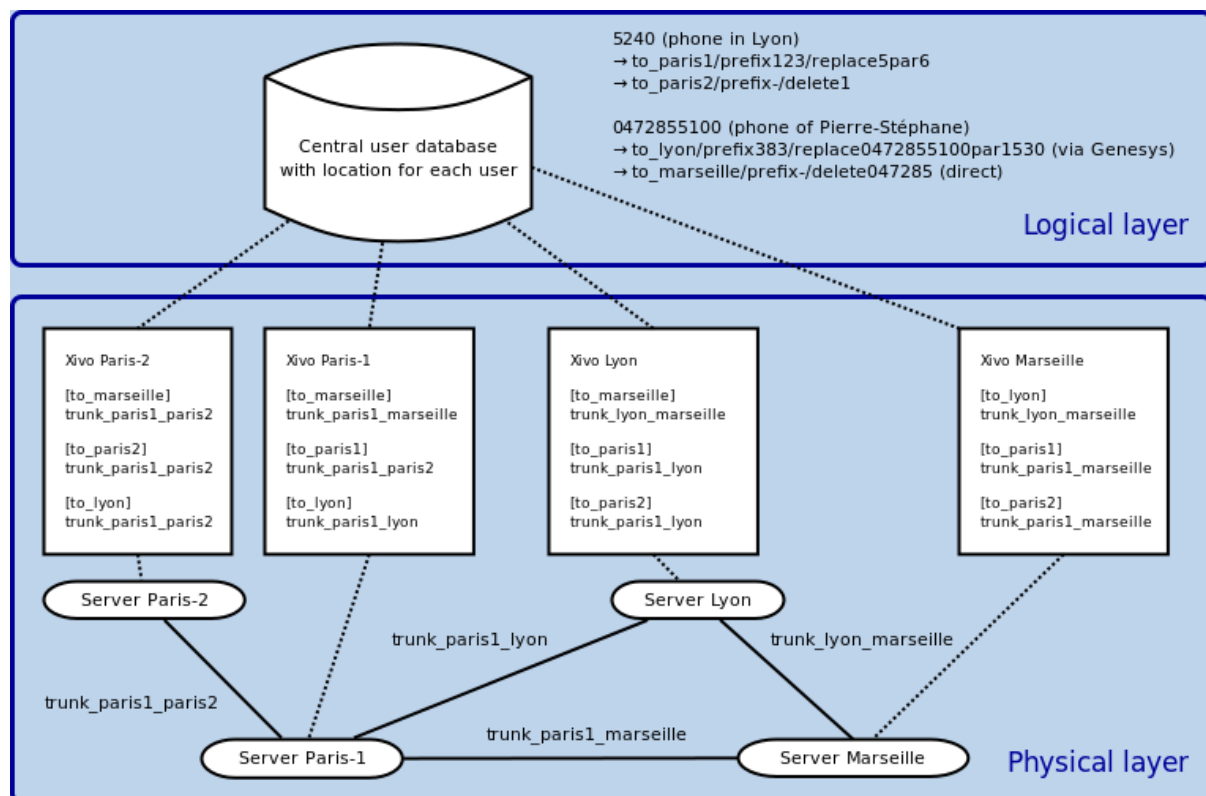 5240 (phone in Lyon)
→to_paris1/prefix123/replace5par6
→to_paris2/prefix-/delete1
0472855100 (phone of Pierre-Stéphane)
→to_lyon/prefix383/replace0472855100par1530 (via Genesys)
→to_marseille/prefix-/delete047285 (direct)
Central user database
with location for each user
Logical layer
Xivo Paris-2
[to_marseille]
trunk_paris1_paris2
[to_paris2]
trunk_paris1_paris2
[to_lyon]
trunk_paris1_paris2
Xivo Paris-1
[to_marseille]
trunk_paris1_marseille
[to_paris1]
trunk_paris1_paris2
[to_lyon]
trunk_paris1_lyon
Xivo Lyon
[to_marseille]
trunk_lyon_marseille
[to_paris1]
trunk_paris1_lyon
[to_paris2]
trunk_paris1_lyon
Xivo Marseille
[to_lyon]
trunk_lyon_marseille
[to_paris1]
trunk_paris1_marseille
[to_paris2]
trunk_paris1_marseille
Server Paris-2
Server Lyon
trunk_paris1_lyon
trunk_lyon_marseille
trunk_paris1_paris2
trunk_paris1_marseille
Server Paris-1
Server Marseille
Physical layer